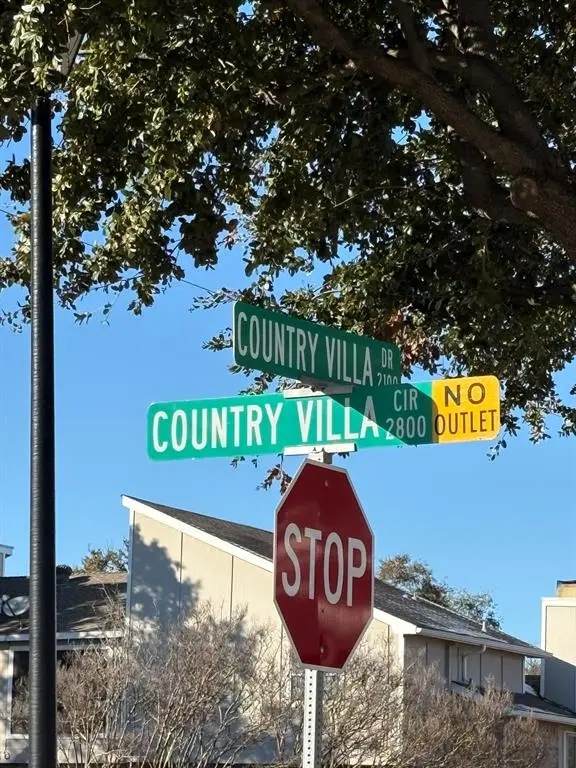 COUNTRY VILLA DR 2100
COUNTRY VILLA CIR 2800
NO OUTLET
STOP